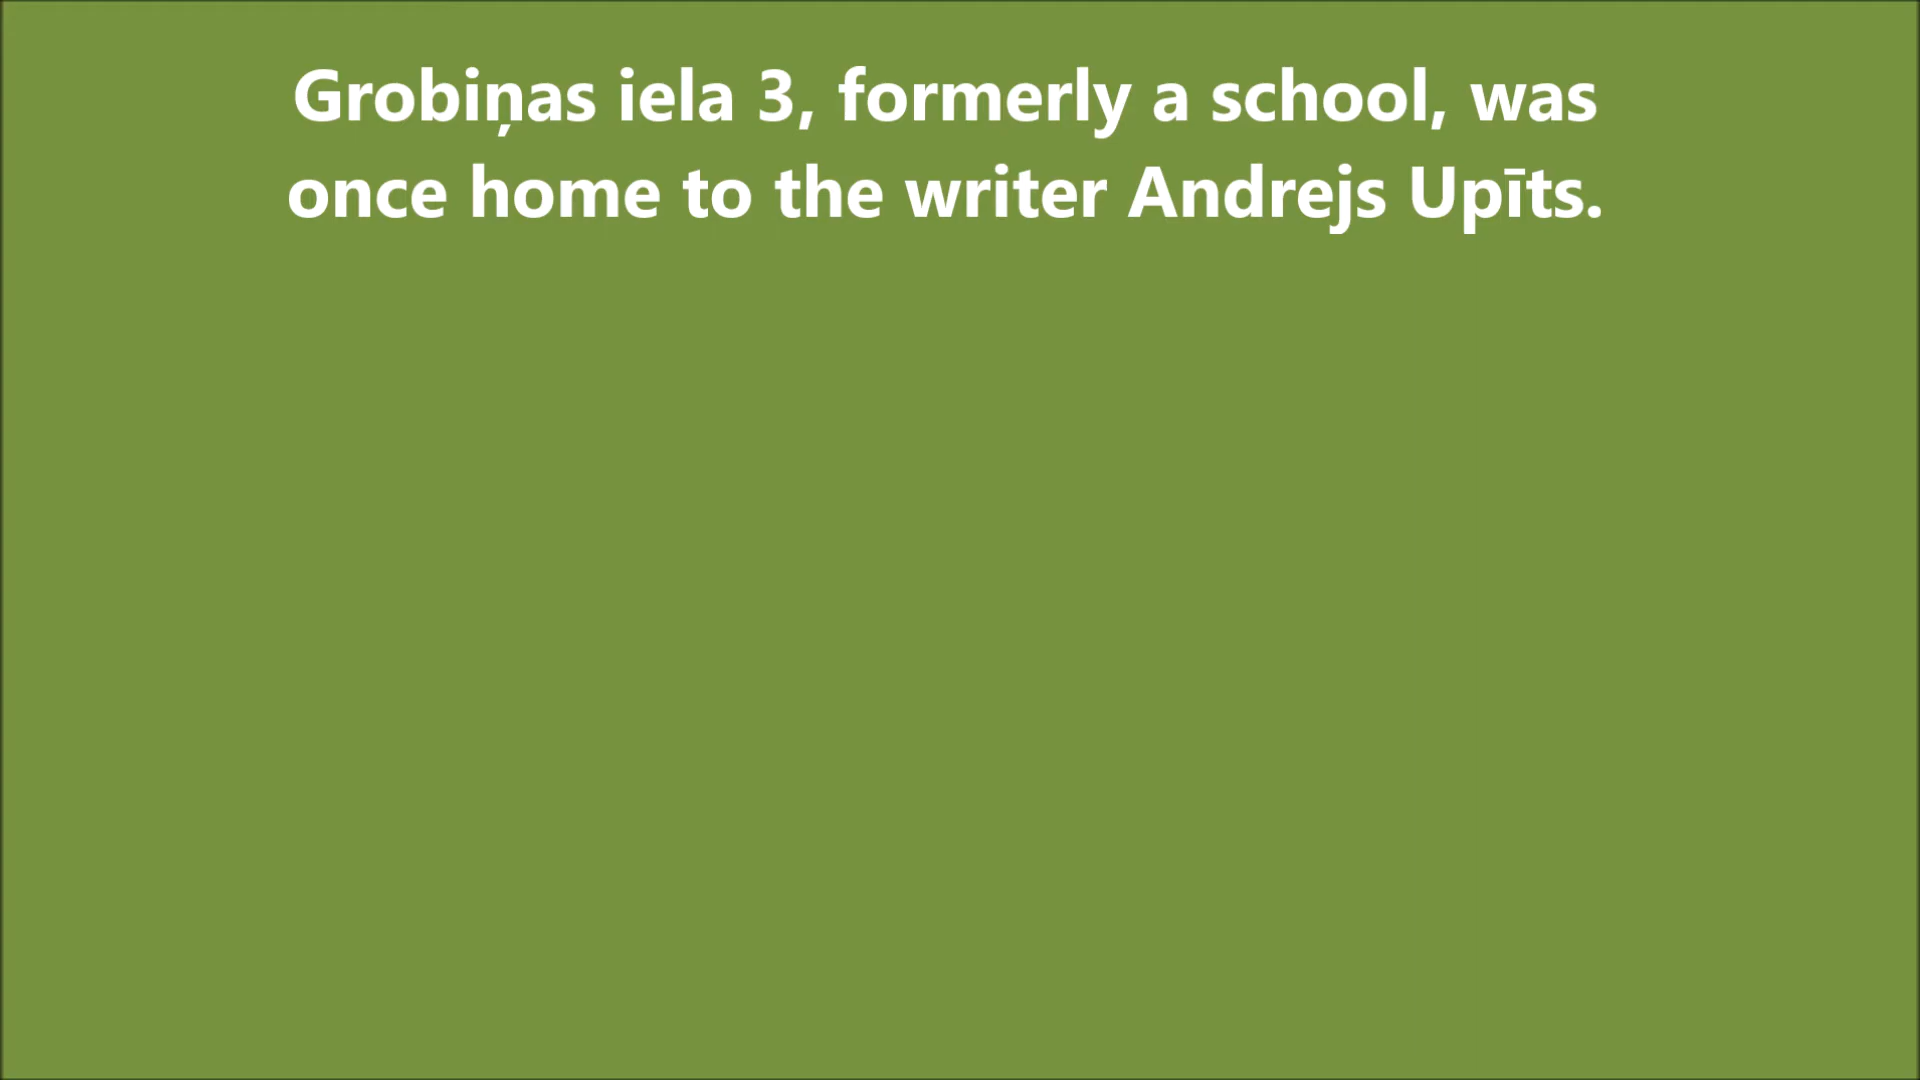 Grobiņas iela 3, formerly a school, was
once home to the writer Andrejs Upīts.